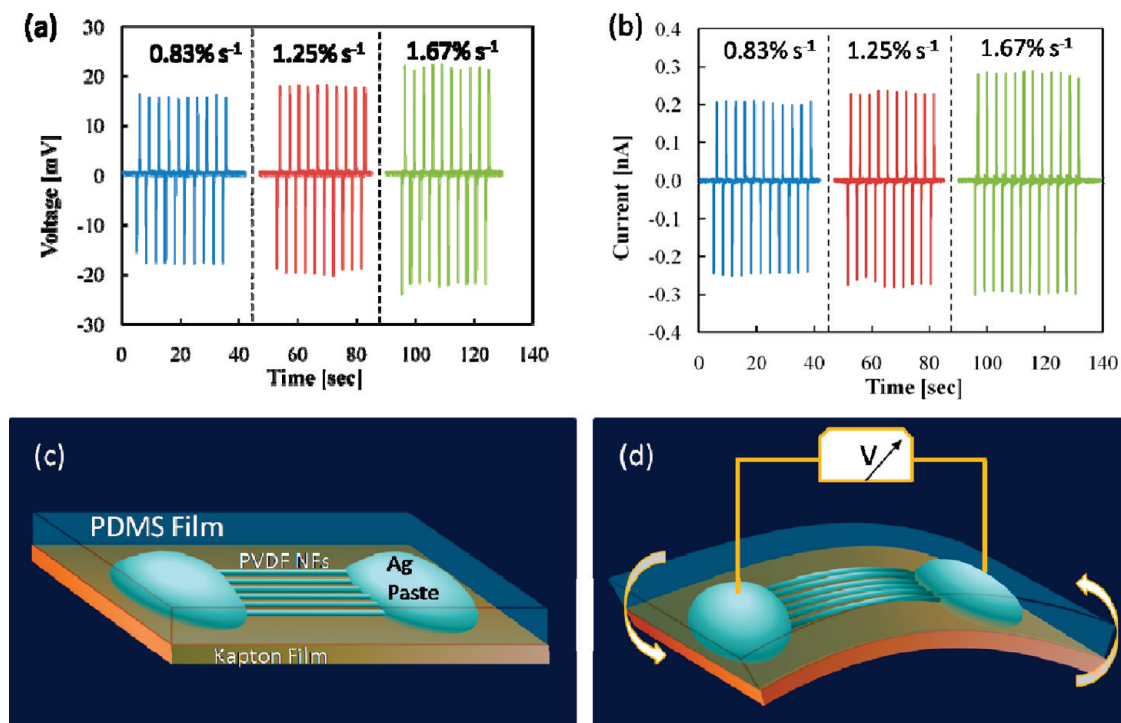 (a)
0.83% s⁻¹ 1.25% s⁻¹ 1.67% s⁻¹
Voltage [mV]
30
20
10
0
-10
-20
-30
0 20 40 60 80 100 120 140
Time [sec]
(b)
0.83% s⁻¹ 1.25% s⁻¹ 1.67% s⁻¹
Current [nA]
0.4
0.3
0.2
0.1
0.0
-0.1
-0.2
-0.3
-0.4
0 20 40 60 80 100 120 140
Time [sec]
(c)
PDMS Film
PVDF NFs
Ag
Paste
Kapton Film
(d)
V